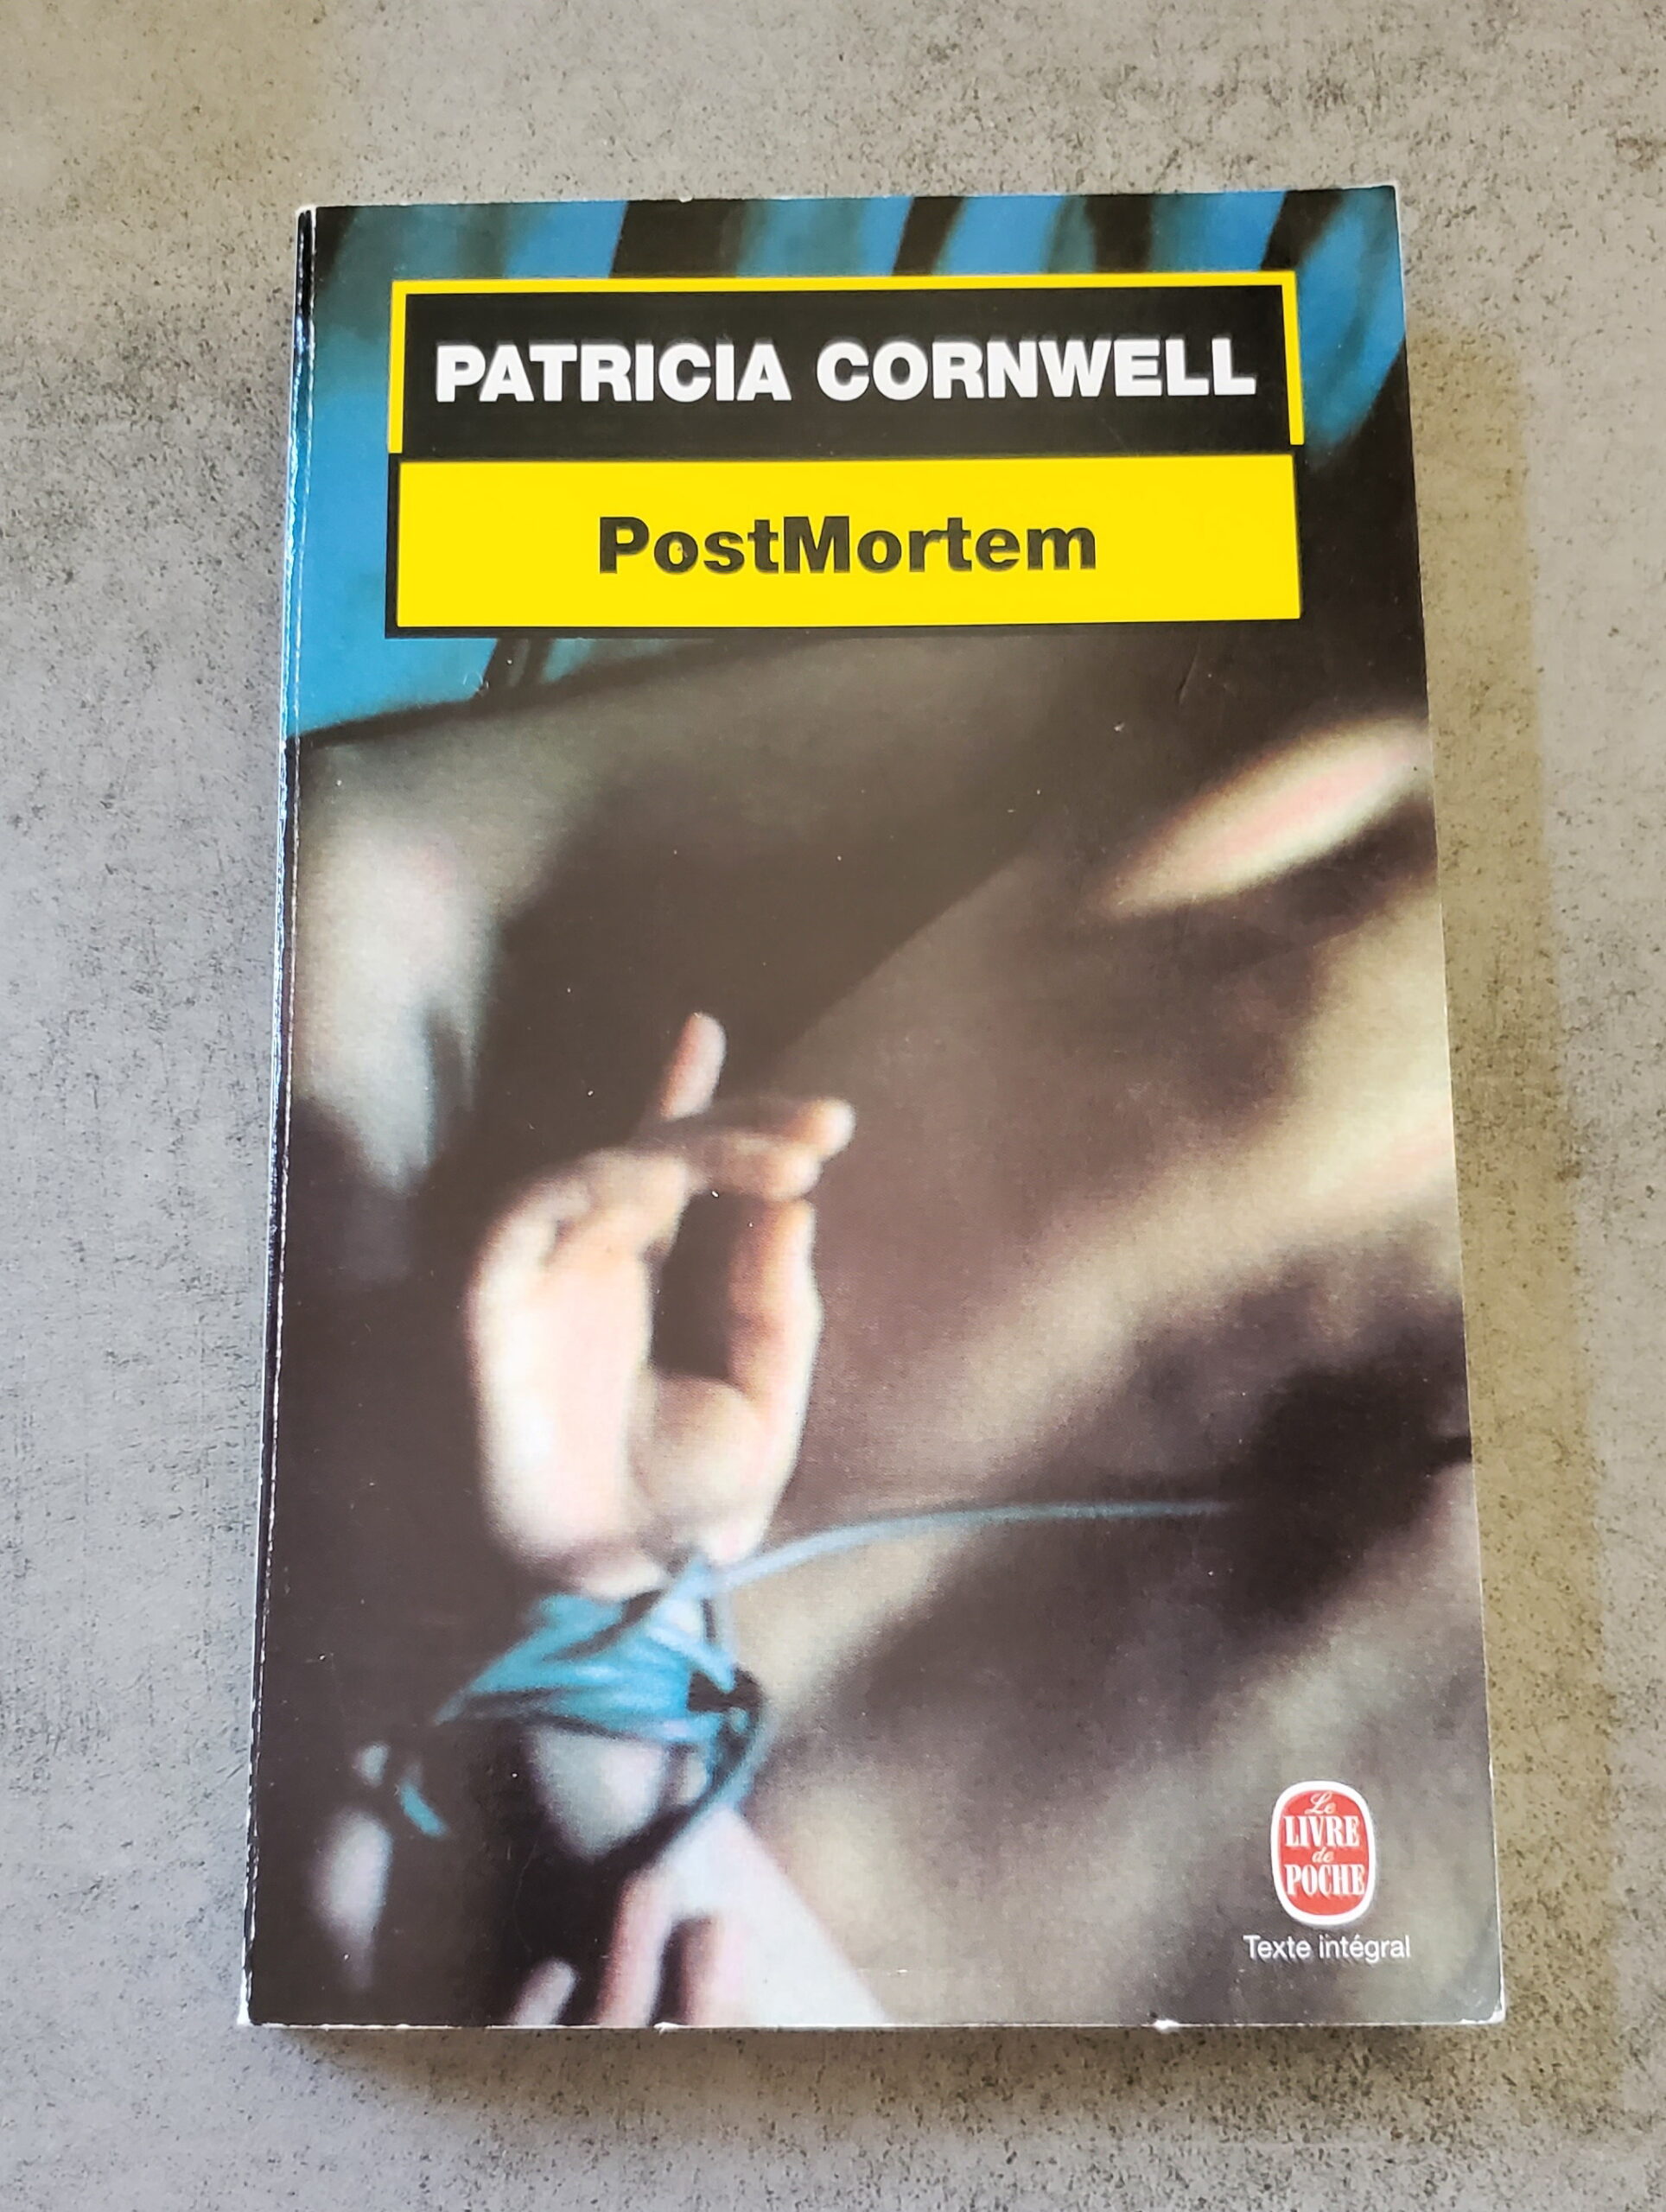 PATRICIA CORNWELL
PostMortem
Le
LIVRE
de
POCHE
Texte intégral